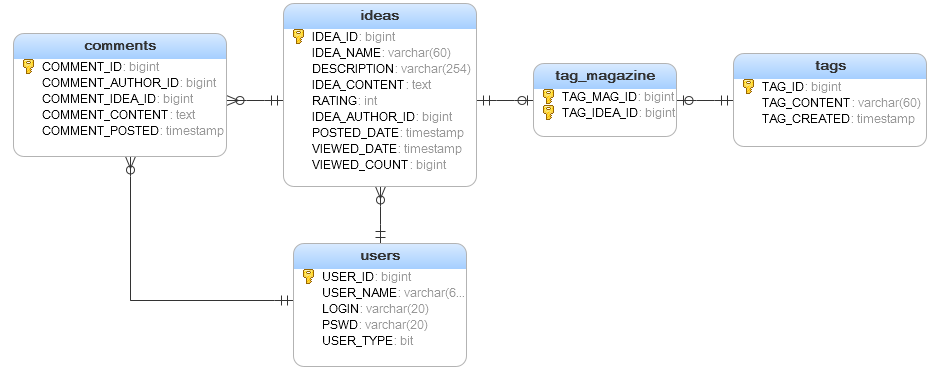 comments
COMMENT_ID: bigint
COMMENT_AUTHOR_ID: bigint
COMMENT_IDEA_ID: bigint
COMMENT_CONTENT: text
COMMENT_POSTED: timestamp
ideas
IDEA_ID: bigint
IDEA_NAME: varchar(60)
DESCRIPTION: varchar(254)
IDEA_CONTENT: text
RATING: int
IDEA_AUTHOR_ID: bigint
POSTED_DATE: timestamp
VIEWED_DATE: timestamp
VIEWED_COUNT: bigint
tag_magazine
TAG_MAG_ID: bigint
TAG_IDEA_ID: bigint
tags
TAG_ID: bigint
TAG_CONTENT: varchar(60)
TAG_CREATED: timestamp
users
USER_ID: bigint
USER_NAME: varchar(6...
LOGIN: varchar(20)
PSWD: varchar(20)
USER_TYPE: bit